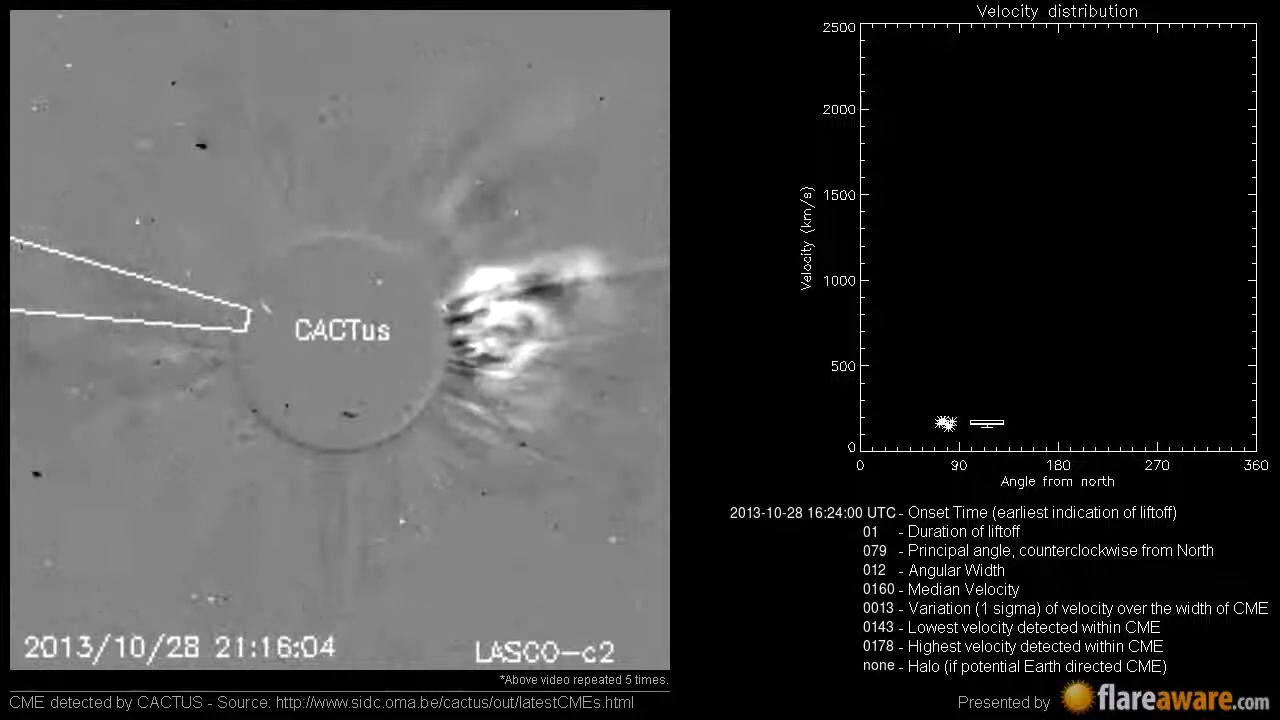 CACTus
2013/10/28 21:16:04
LASCO-c2
*Above video repeated 5 times.
CME detected by CACTUS - Source: http://www.sidc.oma.be/cactus/out/latestCMEs.html
Velocity distribution
Velocity (km/s)
2500
2000
1500
1000
500
0
0 90 180 270 360
Angle from north
2013-10-28 16:24:00 UTC - Onset Time (earliest indication of liftoff)
01 - Duration of liftoff
079 - Principal angle, counterclockwise from North
012 - Angular Width
0160 - Median Velocity
0013 - Variation (1 sigma) of velocity over the width of CME
0143 - Lowest velocity detected within CME
0178 - Highest velocity detected within CME
none - Halo (if potential Earth directed CME)
Presented by flareaware.com